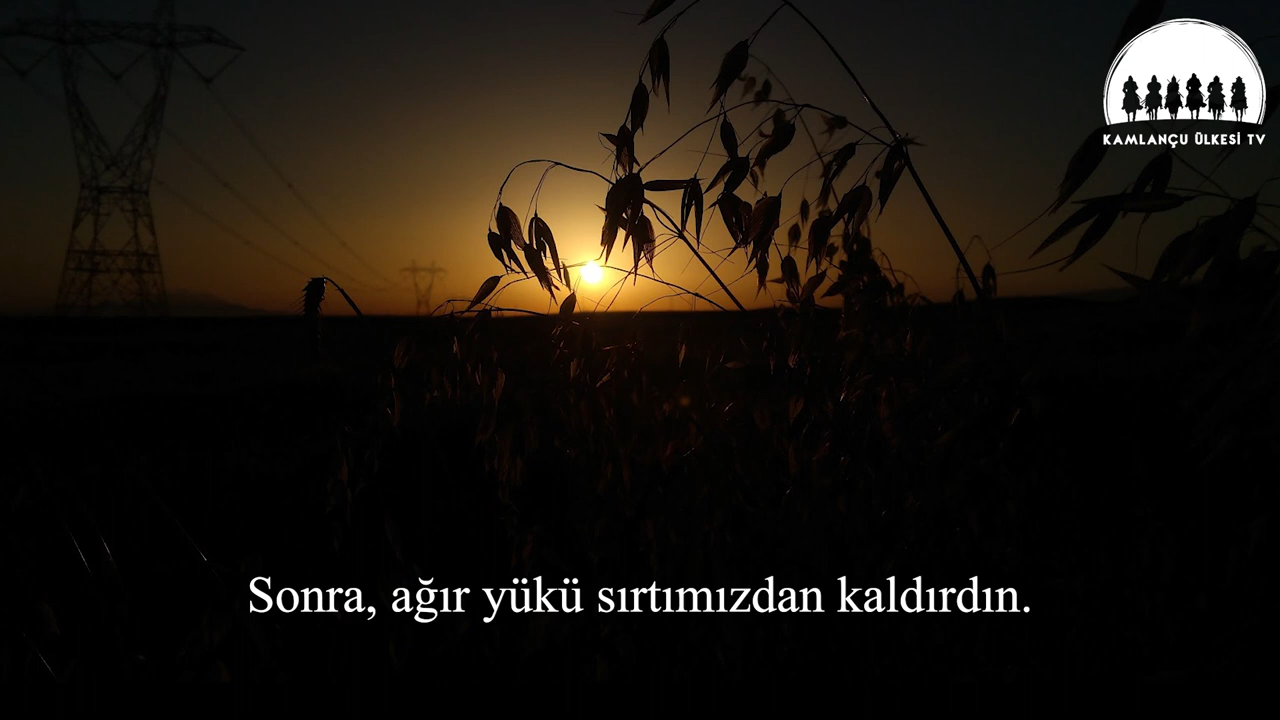 KAMLANÇU ÜLKESİ TV
Sonra, ağır yükü sırtımızdan kaldırdın.